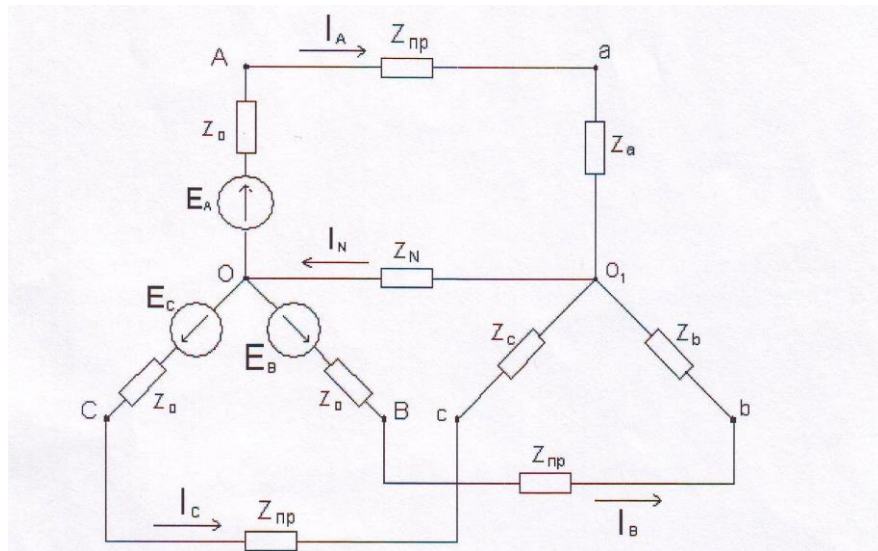 I_A Z_пр
A a
Z_0 Z_a
E_A
I_N Z_N
O O_1
E_C E_B Z_c Z_b
Z_0 Z_0
C B c b
Z_пр
I_C Z_пр I_B